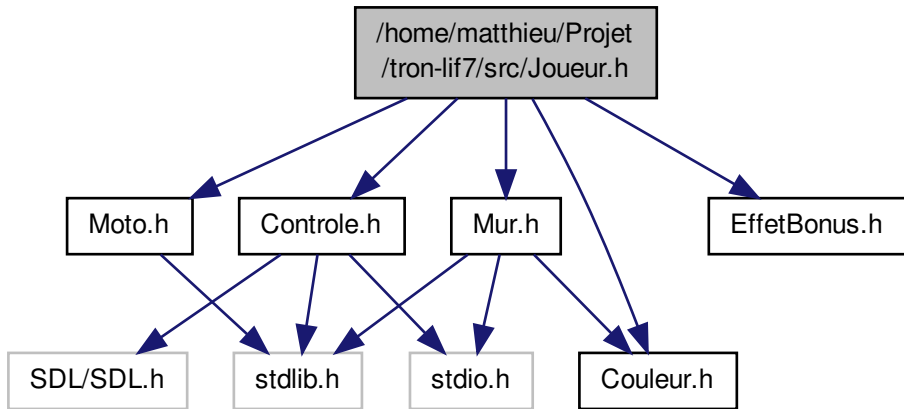 /home/matthieu/Projet
/tron-lif7/src/Joueur.h
Moto.h
Controle.h
Mur.h
EffetBonus.h
SDL/SDL.h
stdlib.h
stdio.h
Couleur.h